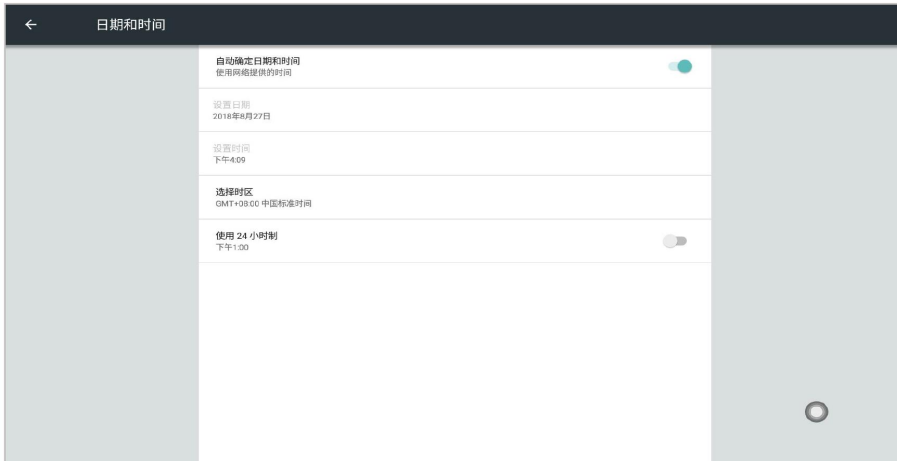 日期和时间
自动确定日期和时间
使用网络提供的时间
设置日期
2018年8月27日
设置时间
下午4:09
选择时区
GMT+08:00 中国标准时间
使用 24 小时制
下午1:00